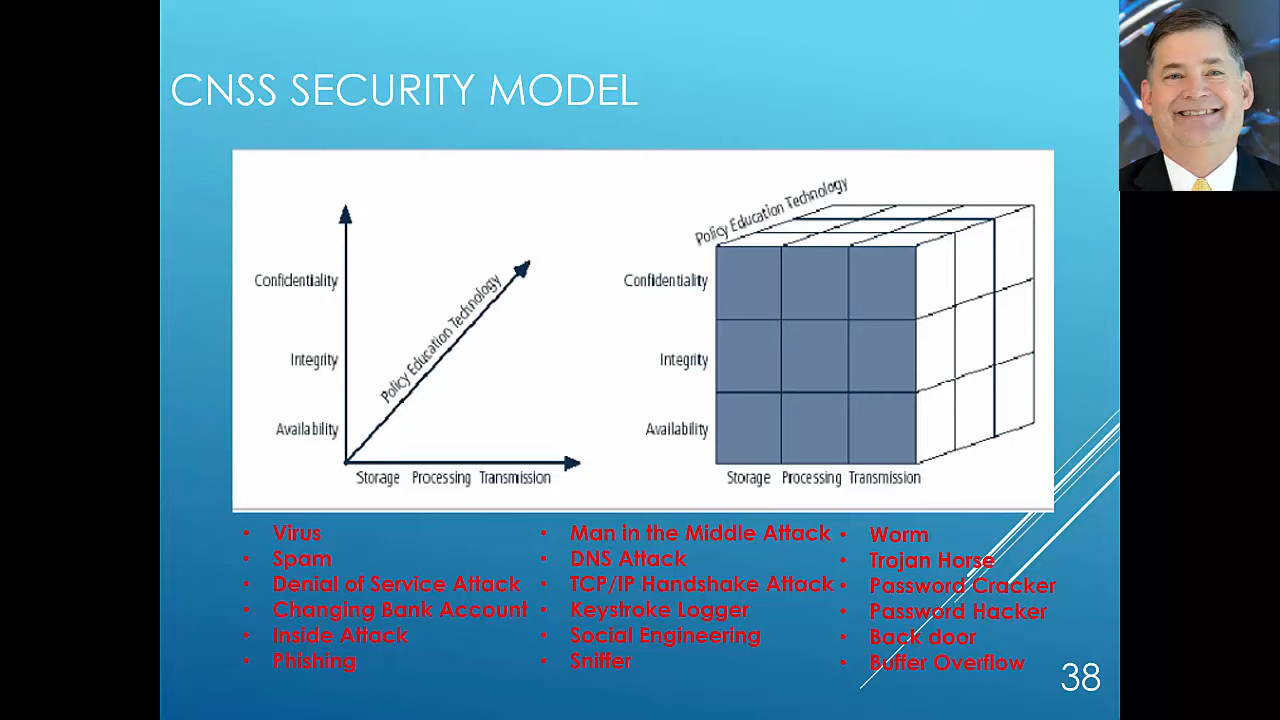 CNSS SECURITY MODEL
Confidentiality
Integrity
Availability
Policy Education Technology
Storage Processing Transmission
Policy Education Technology
Confidentiality
Integrity
Availability
Storage Processing Transmission
• Virus
• Spam
• Denial of Service Attack
• Changing Bank Account
• Inside Attack
• Phishing
• Man in the Middle Attack
• DNS Attack
• TCP/IP Handshake Attack
• Keystroke Logger
• Social Engineering
• Sniffer
• Worm
• Trojan Horse
• Password Cracker
• Password Hacker
• Back door
• Buffer Overflow
38